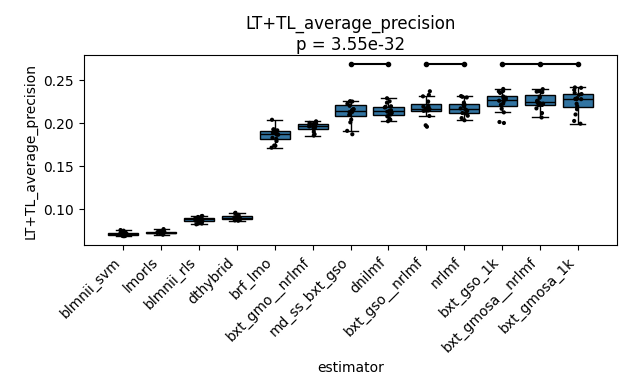 LT+TL_average_precision
p = 3.55e-32
LT+TL_average_precision
0.25
0.20
0.15
0.10
blmnii_svm
lmorls
blmnii_rls
dthybrid
brf_lmo
bxt_gmo__nrlmf
md_ss_bxt_gso
dnilmf
bxt_gso__nrlmf
nrlmf
bxt_gso_1k
bxt_gmosa__nrlmf
bxt_gmosa_1k
estimator